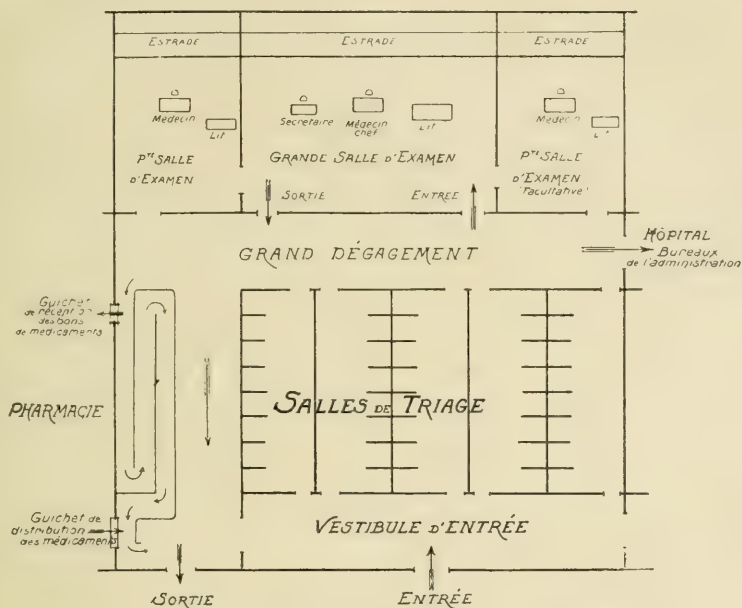 ESTRADE ESTRADE ESTRADE
Médecin
Lit
Secrétaire
Médecin
chef
Lit
Médecin
Pte SALLE
D'EXAMEN
GRANDE SALLE D'EXAMEN
Pte SALLE
D'EXAMEN
"facultative"
SORTIE
ENTRÉE
GRAND DÉGAGEMENT
HÔPITAL
Bureaux
de l'administration
Guichet
de réception
des bons
de médicaments
PHARMACIE
SALLES DE TRIAGE
Guichet de
distribution
des médicaments
VESTIBULE D'ENTRÉE
SORTIE
ENTRÉE